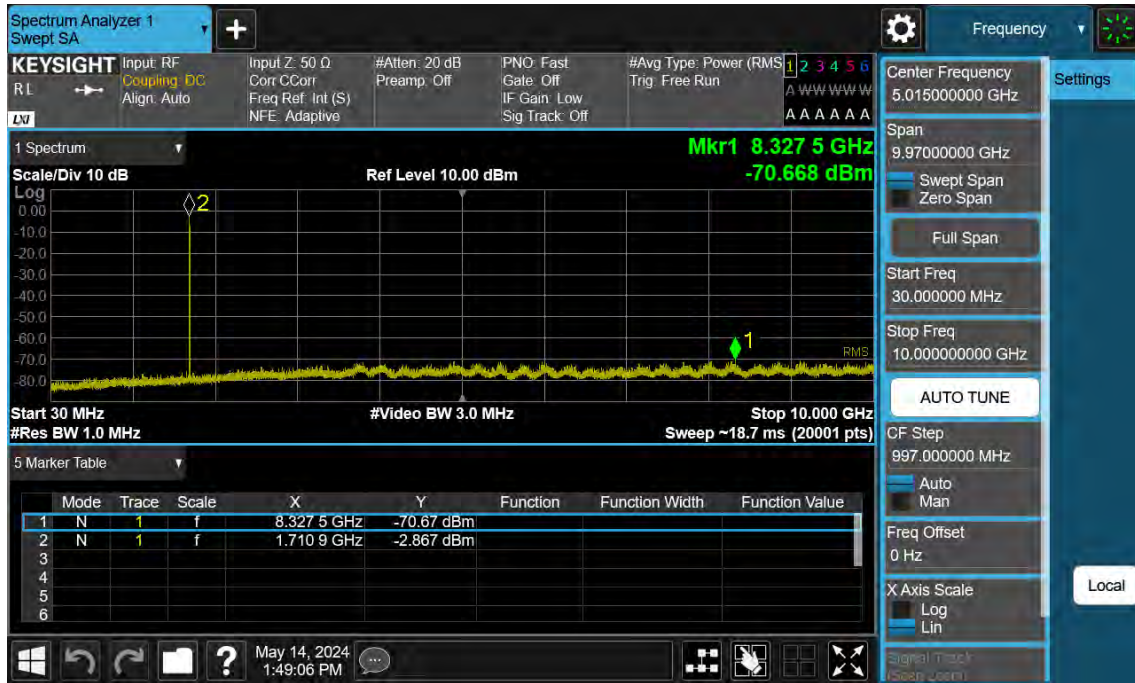 Spectrum Analyzer 1
Swept SA
Frequency
KEYSIGHT
RL
LXI
Input: RF
Coupling: DC
Align: Auto
Input Z: 50 Ω
Corr CCorr
Freq Ref: Int (S)
NFE: Adaptive
#Atten: 20 dB
Preamp: Off
PNO: Fast
Gate: Off
IF Gain: Low
Sig Track: Off
#Avg Type: Power (RMS
Trig: Free Run
1 2 3 4 5 6
A W W W W W
A A A A A A
Center Frequency
5.015000000 GHz
Settings
1 Spectrum
Mkr1 8.327 5 GHz
Scale/Div 10 dB
Ref Level 10.00 dBm
-70.668 dBm
Log
0.00
-10.0
-20.0
-30.0
-40.0
-50.0
-60.0
-70.0
-80.0
2
1
RMS
Start 30 MHz
#Video BW 3.0 MHz
Stop 10.000 GHz
#Res BW 1.0 MHz
Sweep ~18.7 ms (20001 pts)
Span
9.97000000 GHz
Swept Span
Zero Span
Full Span
Start Freq
30.000000 MHz
Stop Freq
10.000000000 GHz
AUTO TUNE
CF Step
997.000000 MHz
Auto
Man
Freq Offset
0 Hz
X Axis Scale
Log
Lin
Signal Track
(Span Zoom)
Local
5 Marker Table
Mode Trace Scale X Y Function Function Width Function Value
1 N 1 f 8.327 5 GHz -70.67 dBm
2 N 1 f 1.710 9 GHz -2.867 dBm
3
4
5
6
?
May 14, 2024
1:49:06 PM